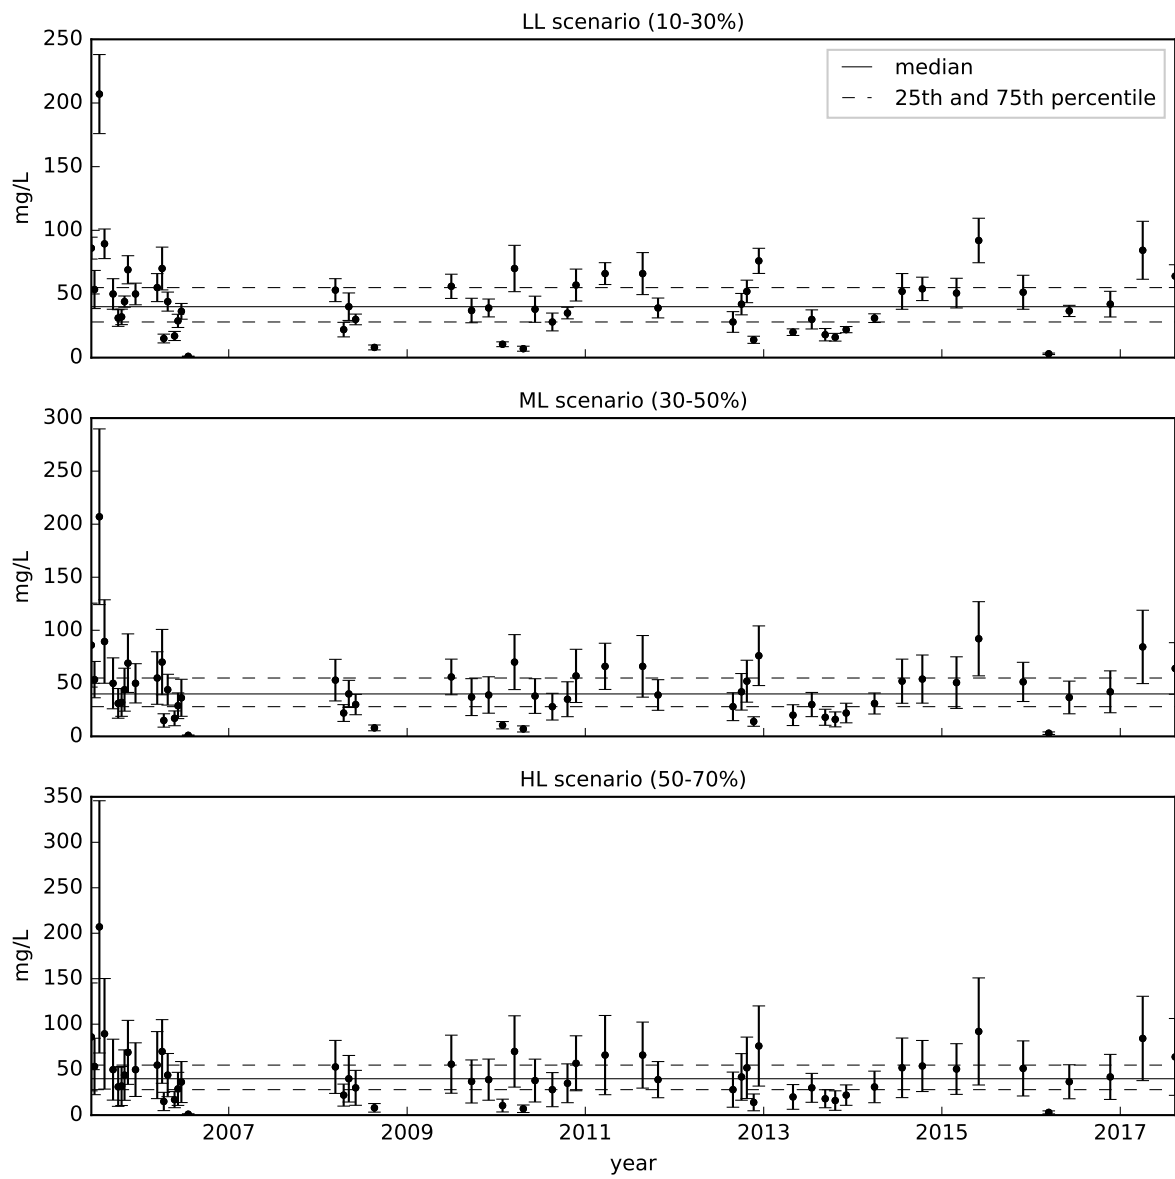 LL scenario (10-30%)
250
200
150
100
50
0
mg/L
median
25th and 75th percentile
ML scenario (30-50%)
300
250
200
150
100
50
0
mg/L
HL scenario (50-70%)
350
300
250
200
150
100
50
0
mg/L
2007 2009 2011 2013 2015 2017
year